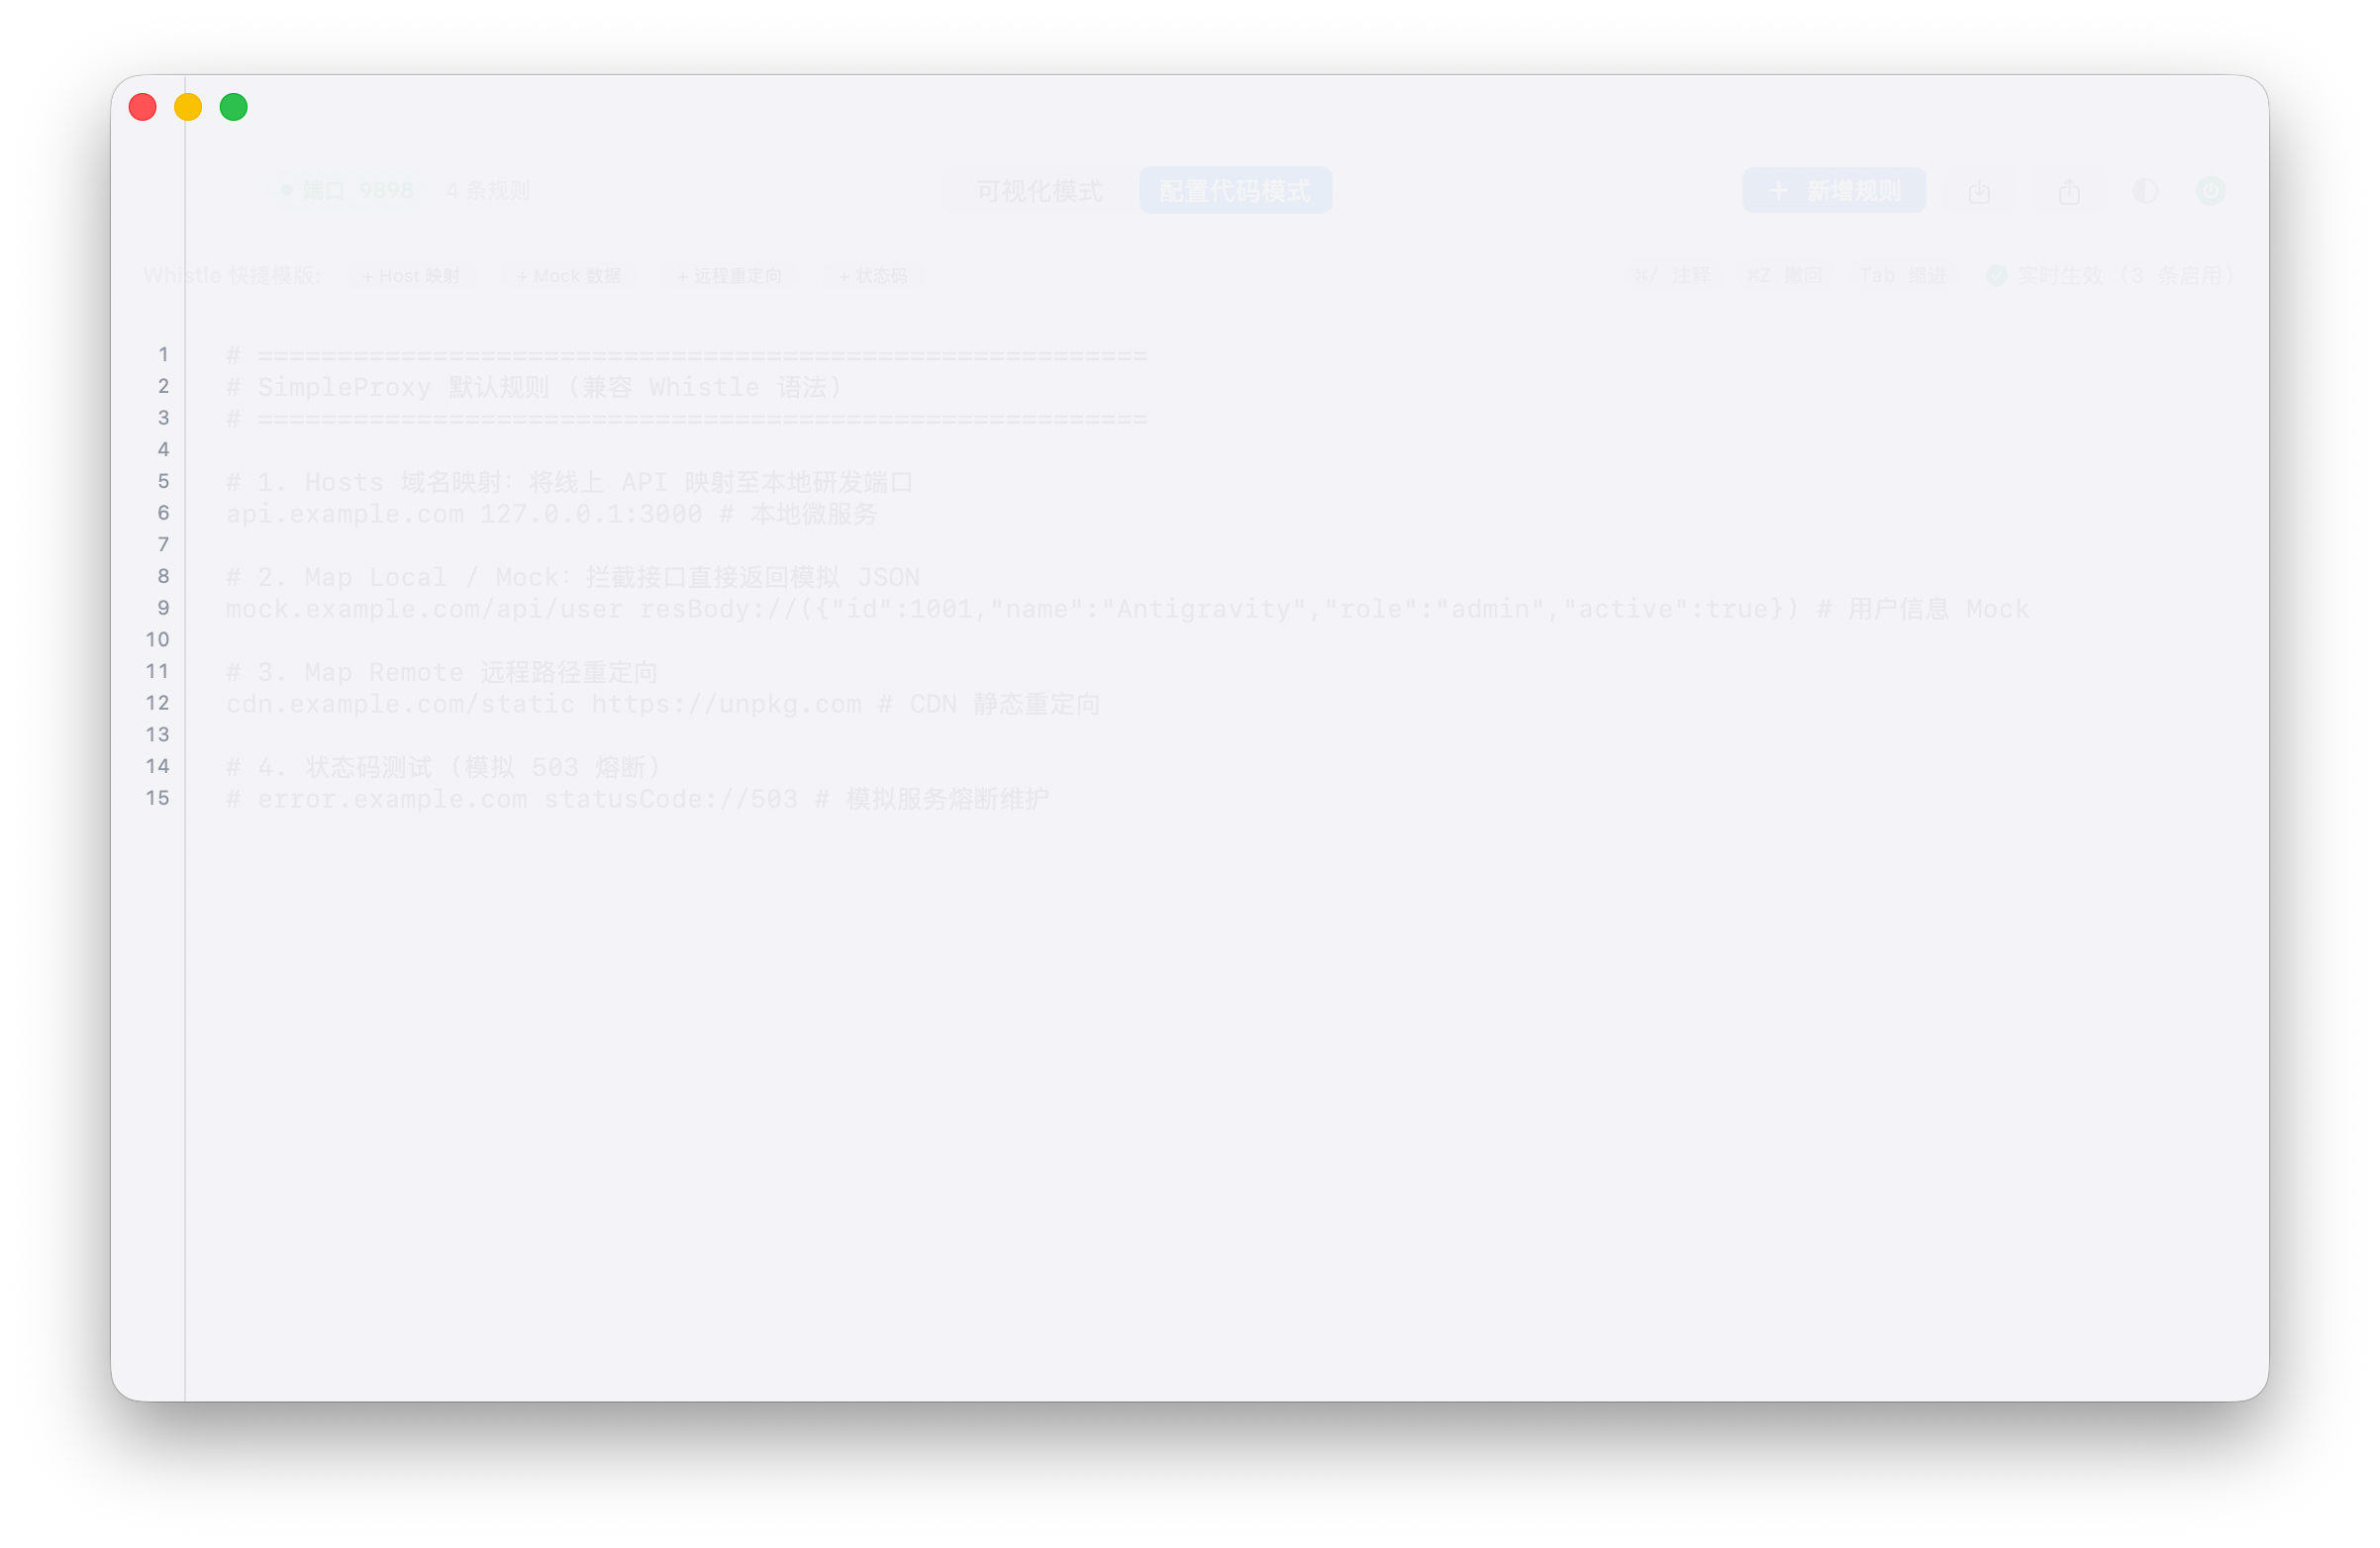 端口 9898 4 条规则 可视化模式 配置代码模式 + 新增规则
Whistle 快捷模版: + Host 映射 + Mock 数据 + 远程重定向 + 状态码 ⌘/ 注释 ⌘Z 撤回 Tab 缩进 实时生效 (3 条启用)
1 # ========================================================
2 # SimpleProxy 默认规则 (兼容 Whistle 语法)
3 # ========================================================
4
5 # 1. Hosts 域名映射: 将线上 API 映射至本地研发端口
6 api.example.com 127.0.0.1:3000 # 本地微服务
7
8 # 2. Map Local / Mock: 拦截接口直接返回模拟 JSON
9 mock.example.com/api/user resBody://({"id":1001,"name":"Antigravity","role":"admin","active":true}) # 用户信息 Mock
10
11 # 3. Map Remote 远程路径重定向
12 cdn.example.com/static https://unpkg.com # CDN 静态重定向
13
14 # 4. 状态码测试 (模拟 503 熔断)
15 # error.example.com statusCode://503 # 模拟服务熔断维护